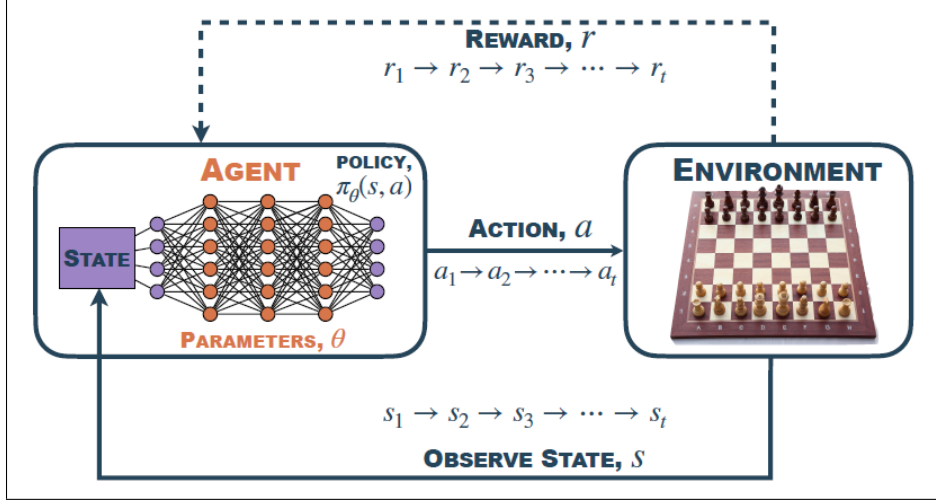 REWARD, r
r₁ → r₂ → r₃ → ⋯ → rₜ
AGENT
POLICY,
π_θ(s, a)
STATE
PARAMETERS, θ
ACTION, a
a₁→a₂→⋯→aₜ
ENVIRONMENT
s₁ → s₂ → s₃ → ⋯ → sₜ
OBSERVE STATE, s